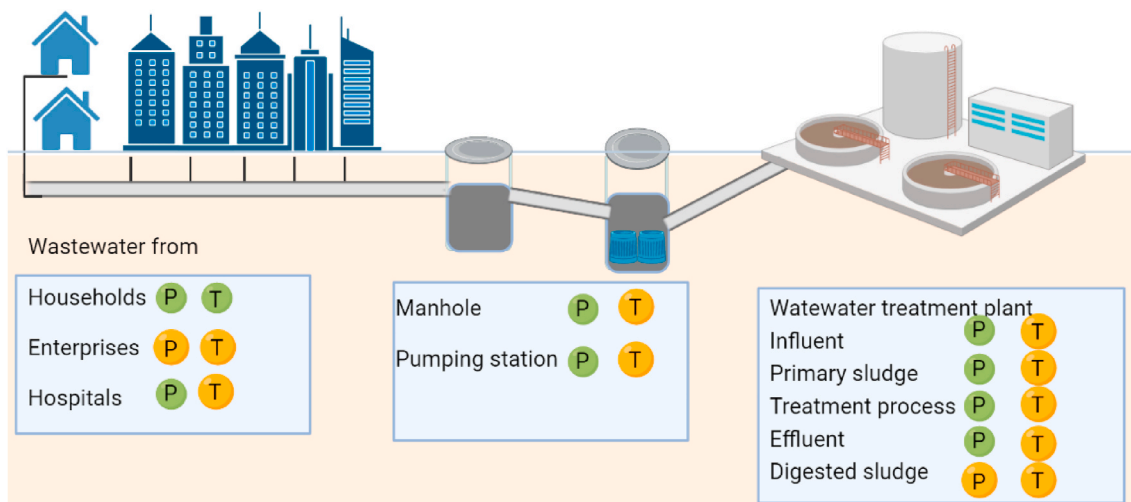 Wastewater from
Households P T
Enterprises P T
Hospitals P T
Manhole P T
Pumping station P T
Watewater treatment plant
Influent P T
Primary sludge P T
Treatment process P T
Effluent P T
Digested sludge P T